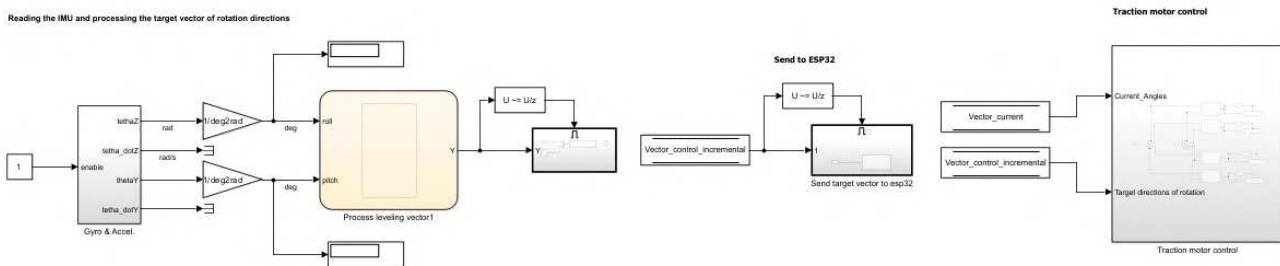 Reading the IMU and processing the target vector of rotation directions
1
enable
tethaZ
tetha_dotZ
thetaY
tetha_dotY
Gyro & Accel.
rad
rad/s
1/deg2rad
1/deg2rad
deg
deg
roll
pitch
Y
Process leveling vector1
U ~= U/z
Y
Send to ESP32
Vector_control_incremental
U ~= U/z
1
Send target vector to esp32
Traction motor control
Vector_current
Vector_control_incremental
Current_Angles
Target directions of rotation
Traction motor control